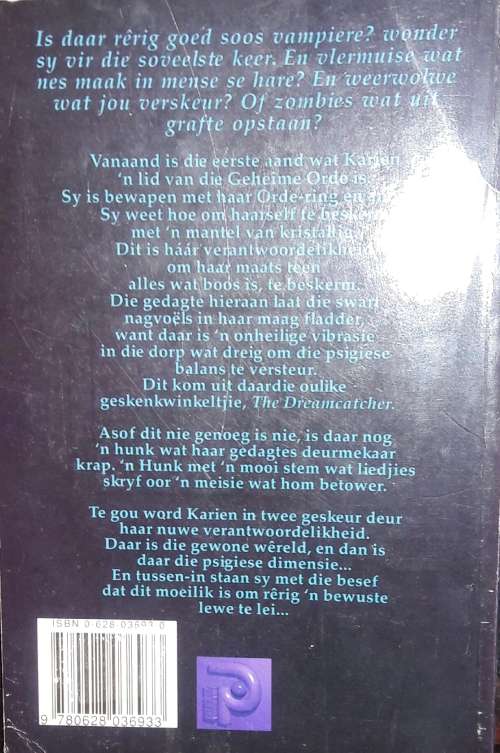 Is daar rêrig goed soos vampiere? wonder
sy vir die soveelste keer. En vlermuise wat
nes maak in mense se hare? En weerwolwe
wat jou verskeur? Of zombies wat uit
grafte opstaan?
Vanaand is die eerste aand wat Karien
'n lid van die Geheime Orde is.
Sy is bewapen met haar Orde-ring en
Sy weet hoe om haarself te beskerm
met 'n mantel van kristallig.
Dit is háár verantwoordelikheid
om haar maats teen
alles wat boos is, te beskerm.
Die gedagte hieraan laat die swart
nagvoëls in haar maag fladder,
want daar is 'n onheilige vibrasie
in die dorp wat dreig om die psigiese
balans te versteur.
Dit kom uit daardie oulike
geskenkwinkeltjie, The Dreamcatcher.
Asof dit nie genoeg is nie, is daar nog
'n hunk wat haar gedagtes deurmekaar
krap. 'n Hunk met 'n mooi stem wat liedjies
skryf oor 'n meisie wat hom betower.
Te gou word Karien in twee geskeur deur
haar nuwe verantwoordelikheid.
Daar is die gewone wêreld, en dan is
daar die psigiese dimensie...
En tussen-in staan sy met die besef
dat dit moeilik is om rêrig 'n bewuste
lewe te lei...
ISBN 0 628 03693 0
9 780628 036933